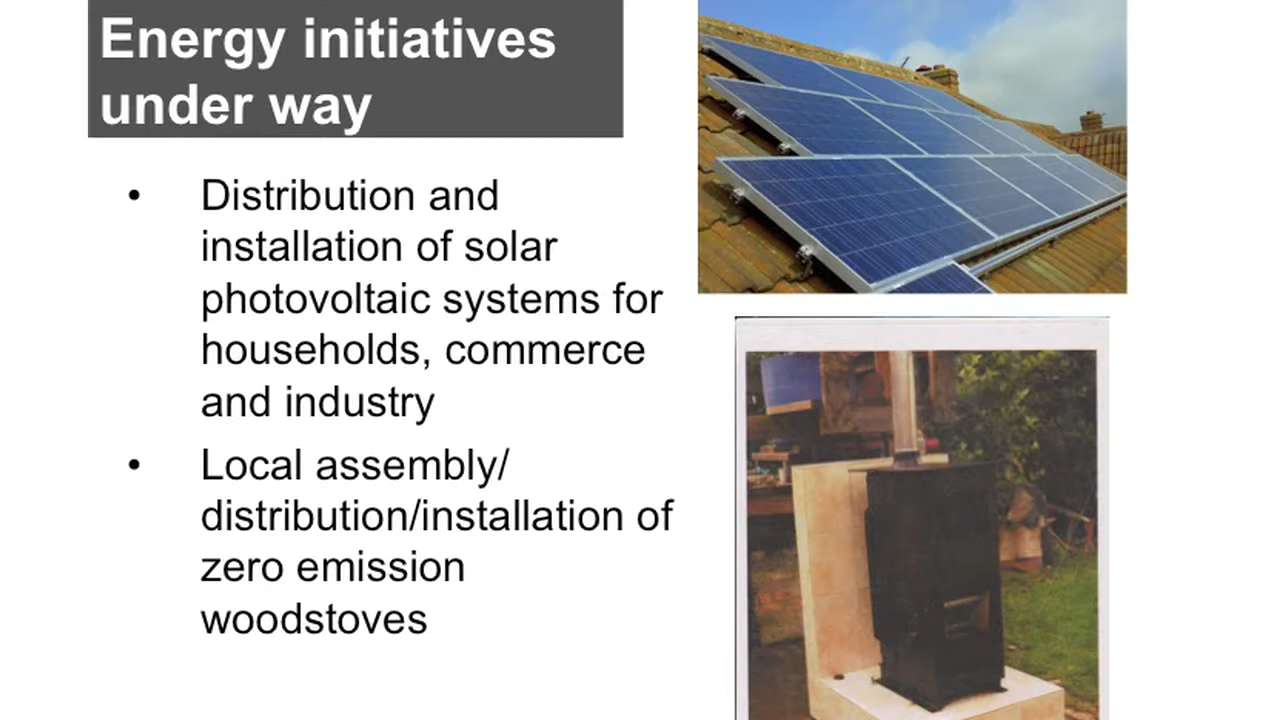 Energy initiatives
under way
• Distribution and
installation of solar
photovoltaic systems for
households, commerce
and industry
• Local assembly/
distribution/installation of
zero emission
woodstoves